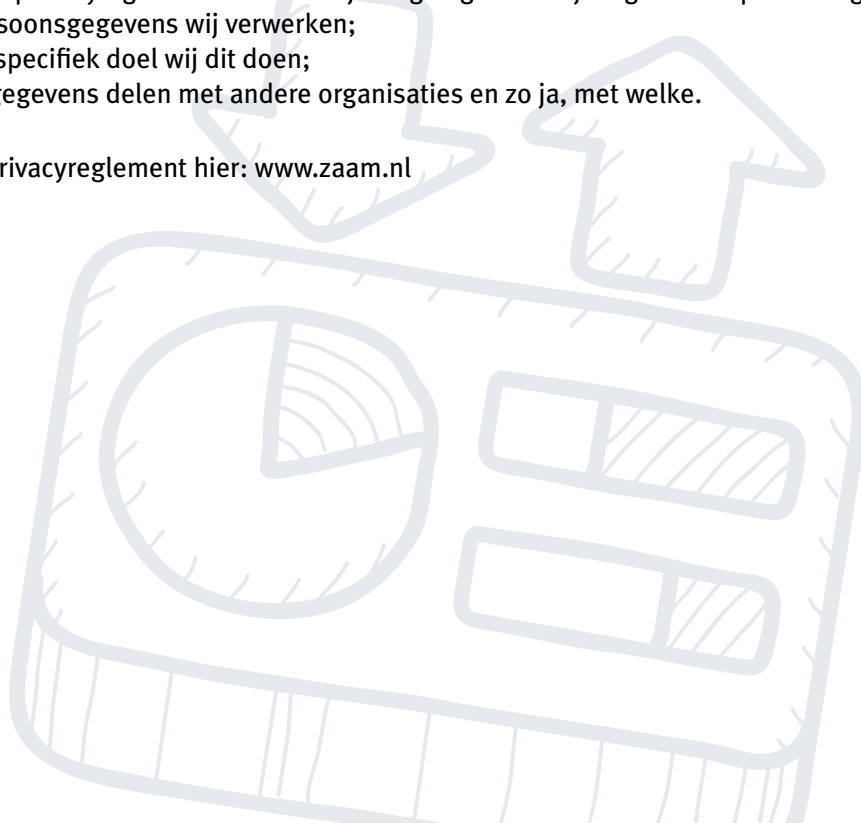 soonsgegevens wij verwerken;
specifiek doel wij dit doen;
gegevens delen met andere organisaties en zo ja, met welke.
rivacyreglement hier: www.zaam.nl